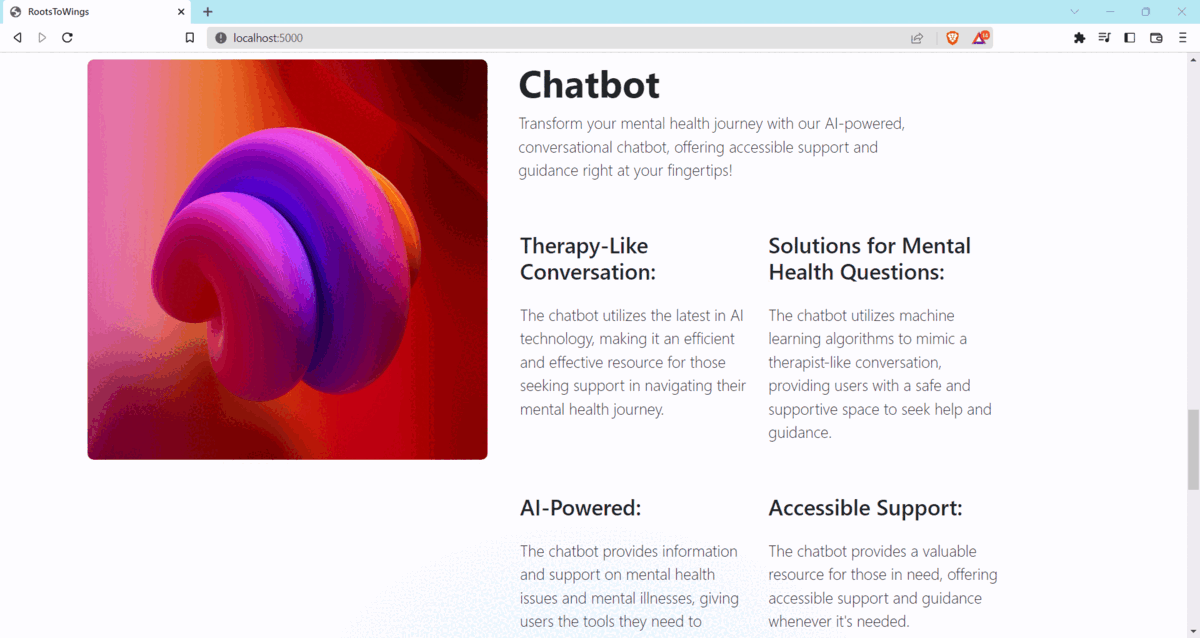 RootsToWings
localhost:5000
Chatbot
Transform your mental health journey with our AI-powered,
conversational chatbot, offering accessible support and
guidance right at your fingertips!
Therapy-Like
Conversation:
The chatbot utilizes the latest in AI
technology, making it an efficient
and effective resource for those
seeking support in navigating their
mental health journey.
Solutions for Mental
Health Questions:
The chatbot utilizes machine
learning algorithms to mimic a
therapist-like conversation,
providing users with a safe and
supportive space to seek help and
guidance.
AI-Powered:
The chatbot provides information
and support on mental health
issues and mental illnesses, giving
users the tools they need to
Accessible Support:
The chatbot provides a valuable
resource for those in need, offering
accessible support and guidance
whenever it's needed.